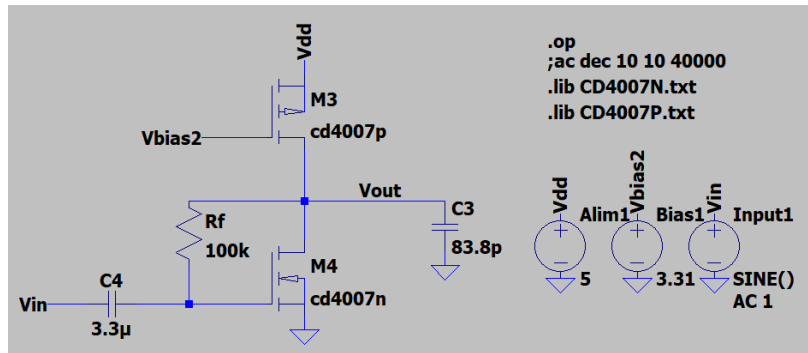 Vdd
M3
cd4007p
Vbias2
Vout
Rf
100k
C3
83.8p
M4
cd4007n
C4
Vin
3.3µ
.op
;ac dec 10 10 40000
.lib CD4007N.txt
.lib CD4007P.txt
Vdd
Alim1
5
Vbias2
Bias1
3.31
Vin
Input1
SINE()
AC 1